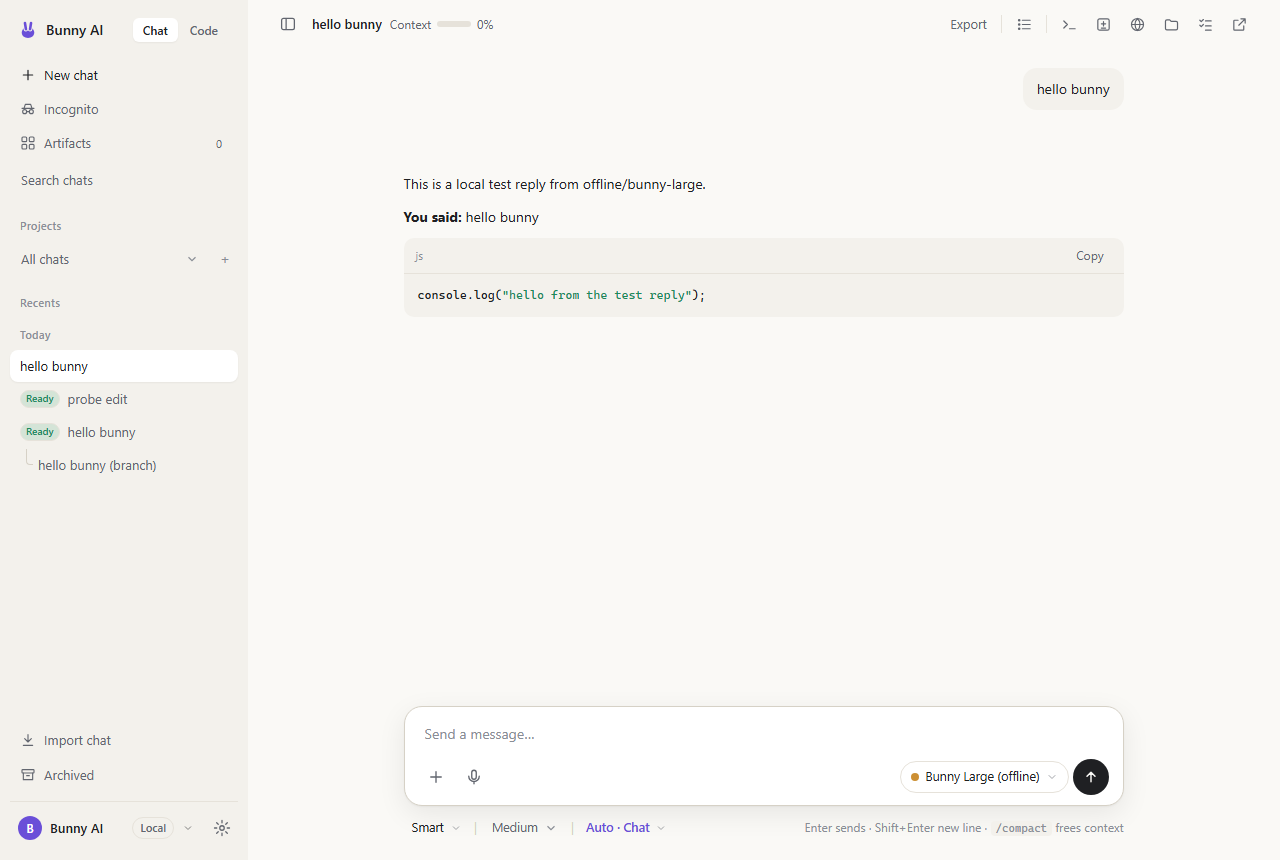 Bunny AI
Chat
Code
New chat
Incognito
Artifacts
0
Search chats
Projects
All chats
+
Recents
Today
hello bunny
Ready probe edit
Ready hello bunny
hello bunny (branch)
Import chat
Archived
B Bunny AI
Local
hello bunny Context 0%
Export
hello bunny
This is a local test reply from offline/bunny-large.
You said: hello bunny
js
Copy
console.log("hello from the test reply");
Send a message...
Bunny Large (offline)
Smart
Medium
Auto · Chat
Enter sends · Shift+Enter new line · /compact frees context